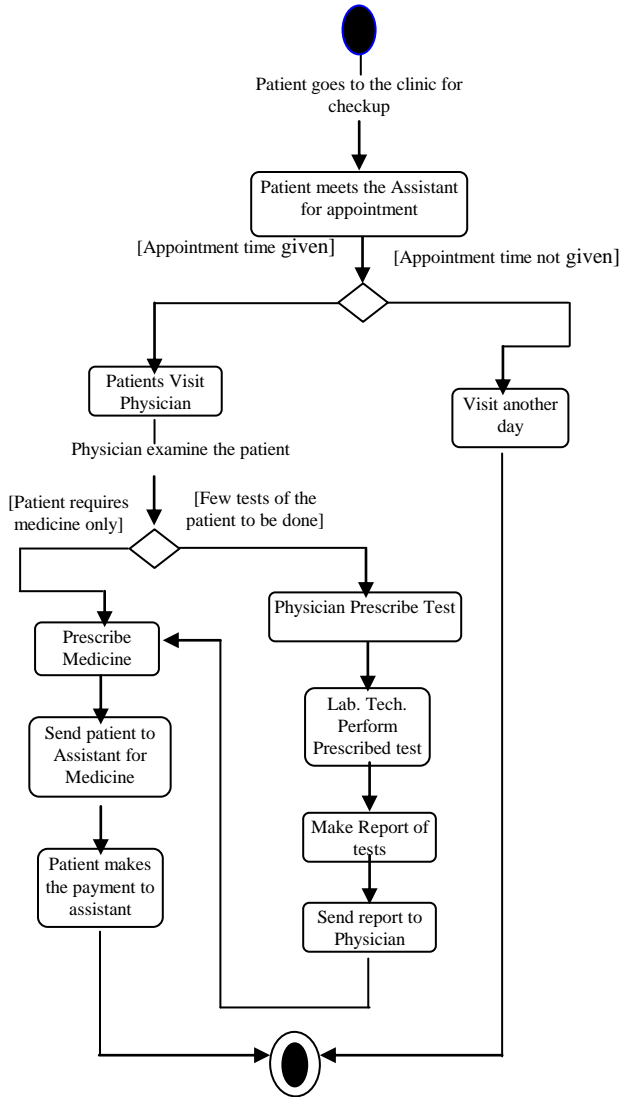 Patient goes to the clinic for
checkup
Patient meets the Assistant
for appointment
[Appointment time given]
[Appointment time not given]
Patients Visit
Physician
Visit another
day
Physician examine the patient
[Patient requires
medicine only]
[Few tests of the
patient to be done]
Physician Prescribe Test
Prescribe
Medicine
Lab. Tech.
Perform
Prescribed test
Send patient to
Assistant for
Medicine
Make Report of
tests
Patient makes
the payment to
assistant
Send report to
Physician